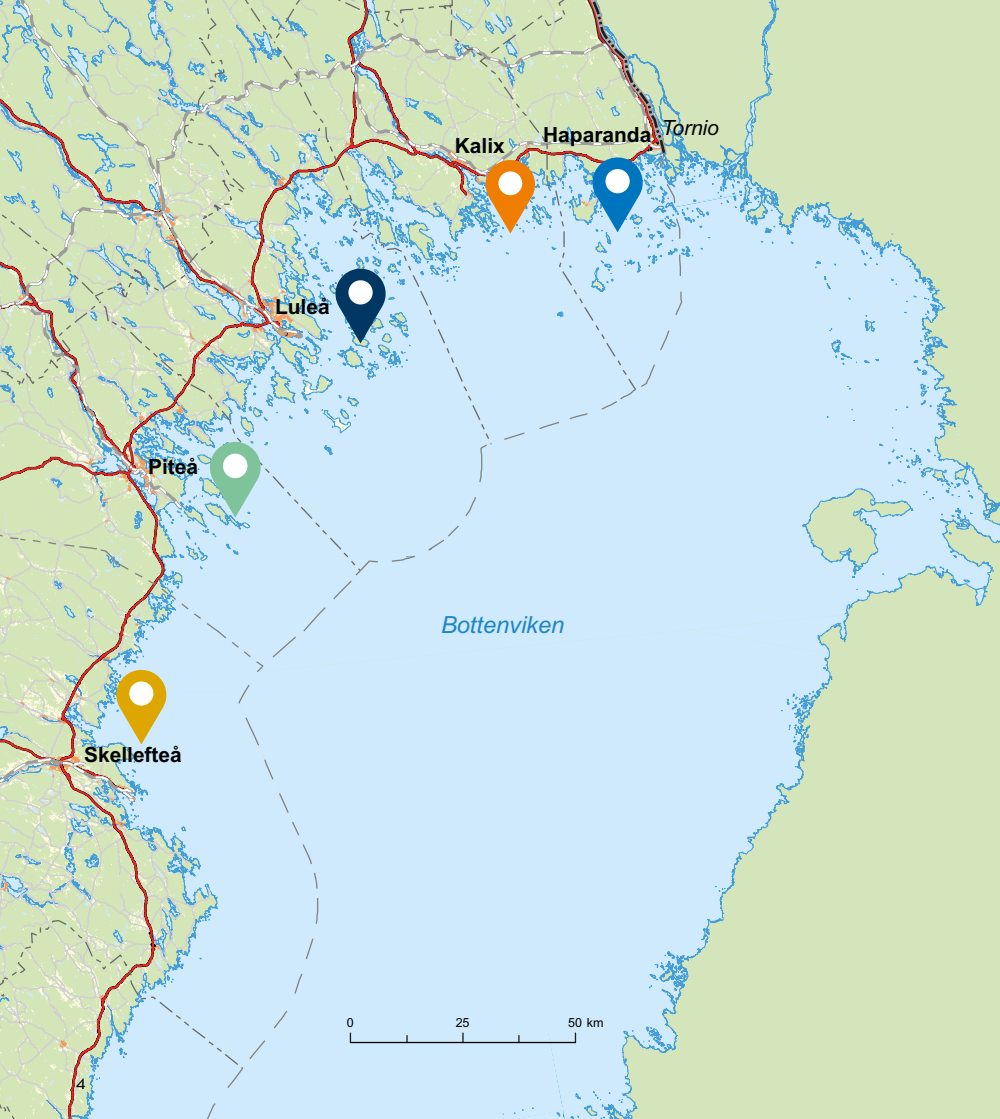 Haparanda
Tornio
Kalix
Luleå
Piteå
Bottenviken
Skellefteå
0 25 50 km
4